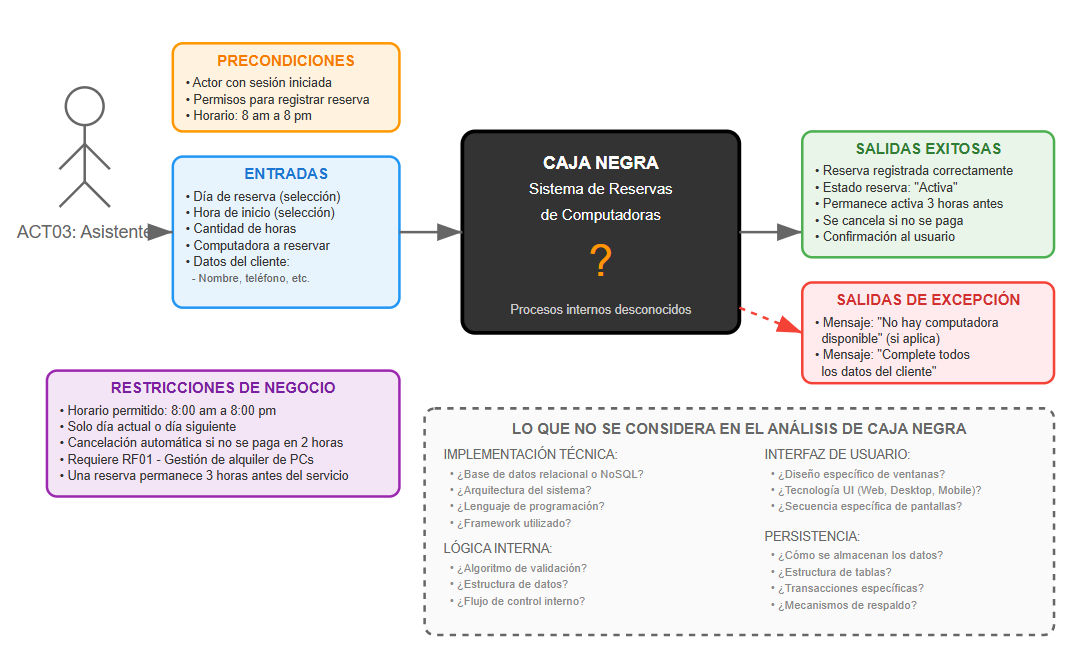 PRECONDICIONES
• Actor con sesión iniciada
• Permisos para registrar reserva
• Horario: 8 am a 8 pm
ACT03: Asistente
ENTRADAS
• Día de reserva (selección)
• Hora de inicio (selección)
• Cantidad de horas
• Computadora a reservar
• Datos del cliente:
- Nombre, teléfono, etc.
CAJA NEGRA
Sistema de Reservas
de Computadoras
?
Procesos internos desconocidos
SALIDAS EXITOSAS
• Reserva registrada correctamente
• Estado reserva: "Activa"
• Permanece activa 3 horas antes
• Se cancela si no se paga
• Confirmación al usuario
SALIDAS DE EXCEPCIÓN
• Mensaje: "No hay computadora
disponible" (si aplica)
• Mensaje: "Complete todos
los datos del cliente"
RESTRICCIONES DE NEGOCIO
• Horario permitido: 8:00 am a 8:00 pm
• Solo día actual o día siguiente
• Cancelación automática si no se paga en 2 horas
• Requiere RF01 - Gestión de alquiler de PCs
• Una reserva permanece 3 horas antes del servicio
LO QUE NO SE CONSIDERA EN EL ANÁLISIS DE CAJA NEGRA
IMPLEMENTACIÓN TÉCNICA:
• ¿Base de datos relacional o NoSQL?
• ¿Arquitectura del sistema?
• ¿Lenguaje de programación?
• ¿Framework utilizado?
LÓGICA INTERNA:
• ¿Algoritmo de validación?
• ¿Estructura de datos?
• ¿Flujo de control interno?
INTERFAZ DE USUARIO:
• ¿Diseño específico de ventanas?
• ¿Tecnología UI (Web, Desktop, Mobile)?
• ¿Secuencia específica de pantallas?
PERSISTENCIA:
• ¿Cómo se almacenan los datos?
• ¿Estructura de tablas?
• ¿Transacciones específicas?
• ¿Mecanismos de respaldo?